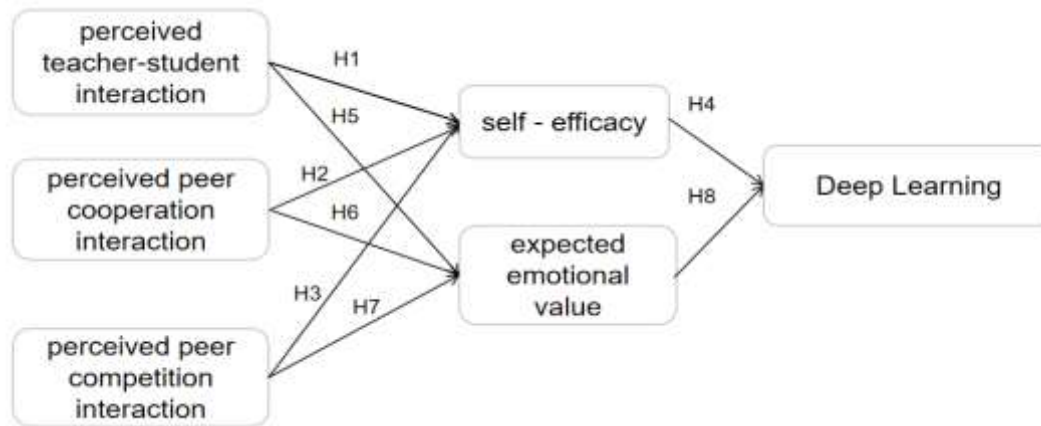 perceived
teacher-student
interaction
H1
H5
self - efficacy
H4
perceived peer
cooperation
interaction
H2
H6
Deep Learning
H8
expected
emotional
value
H3
H7
perceived peer
competition
interaction